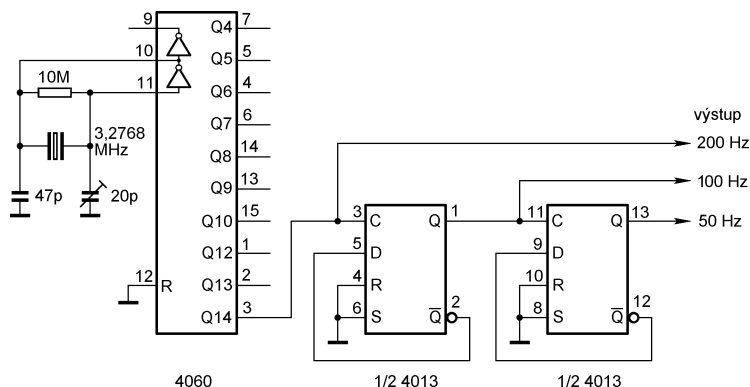 9
Q4
7
10
Q5
5
10M
11
Q6
4
Q7
6
3,2768
MHz
Q8
14
Q9
13
47p
20p
Q10
15
Q12
1
12
R
Q13
2
Q14
3
4060
výstup
200 Hz
100 Hz
50 Hz
3
C
Q
1
5
D
4
R
6
S
Q
2
1/2 4013
11
C
Q
13
9
D
10
R
8
S
Q
12
1/2 4013